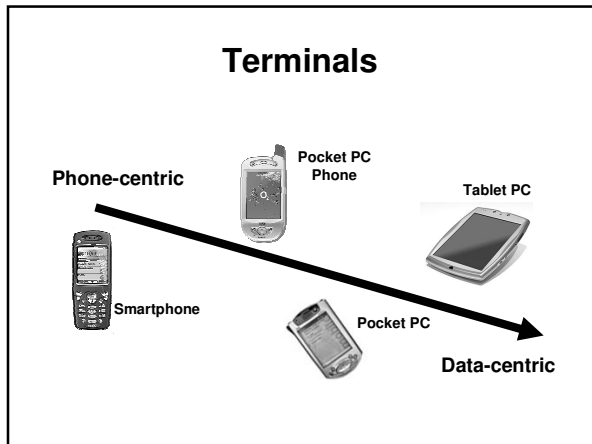 Terminals
Pocket PC
Phone
Phone-centric
Tablet PC
Smartphone
Pocket PC
Data-centric